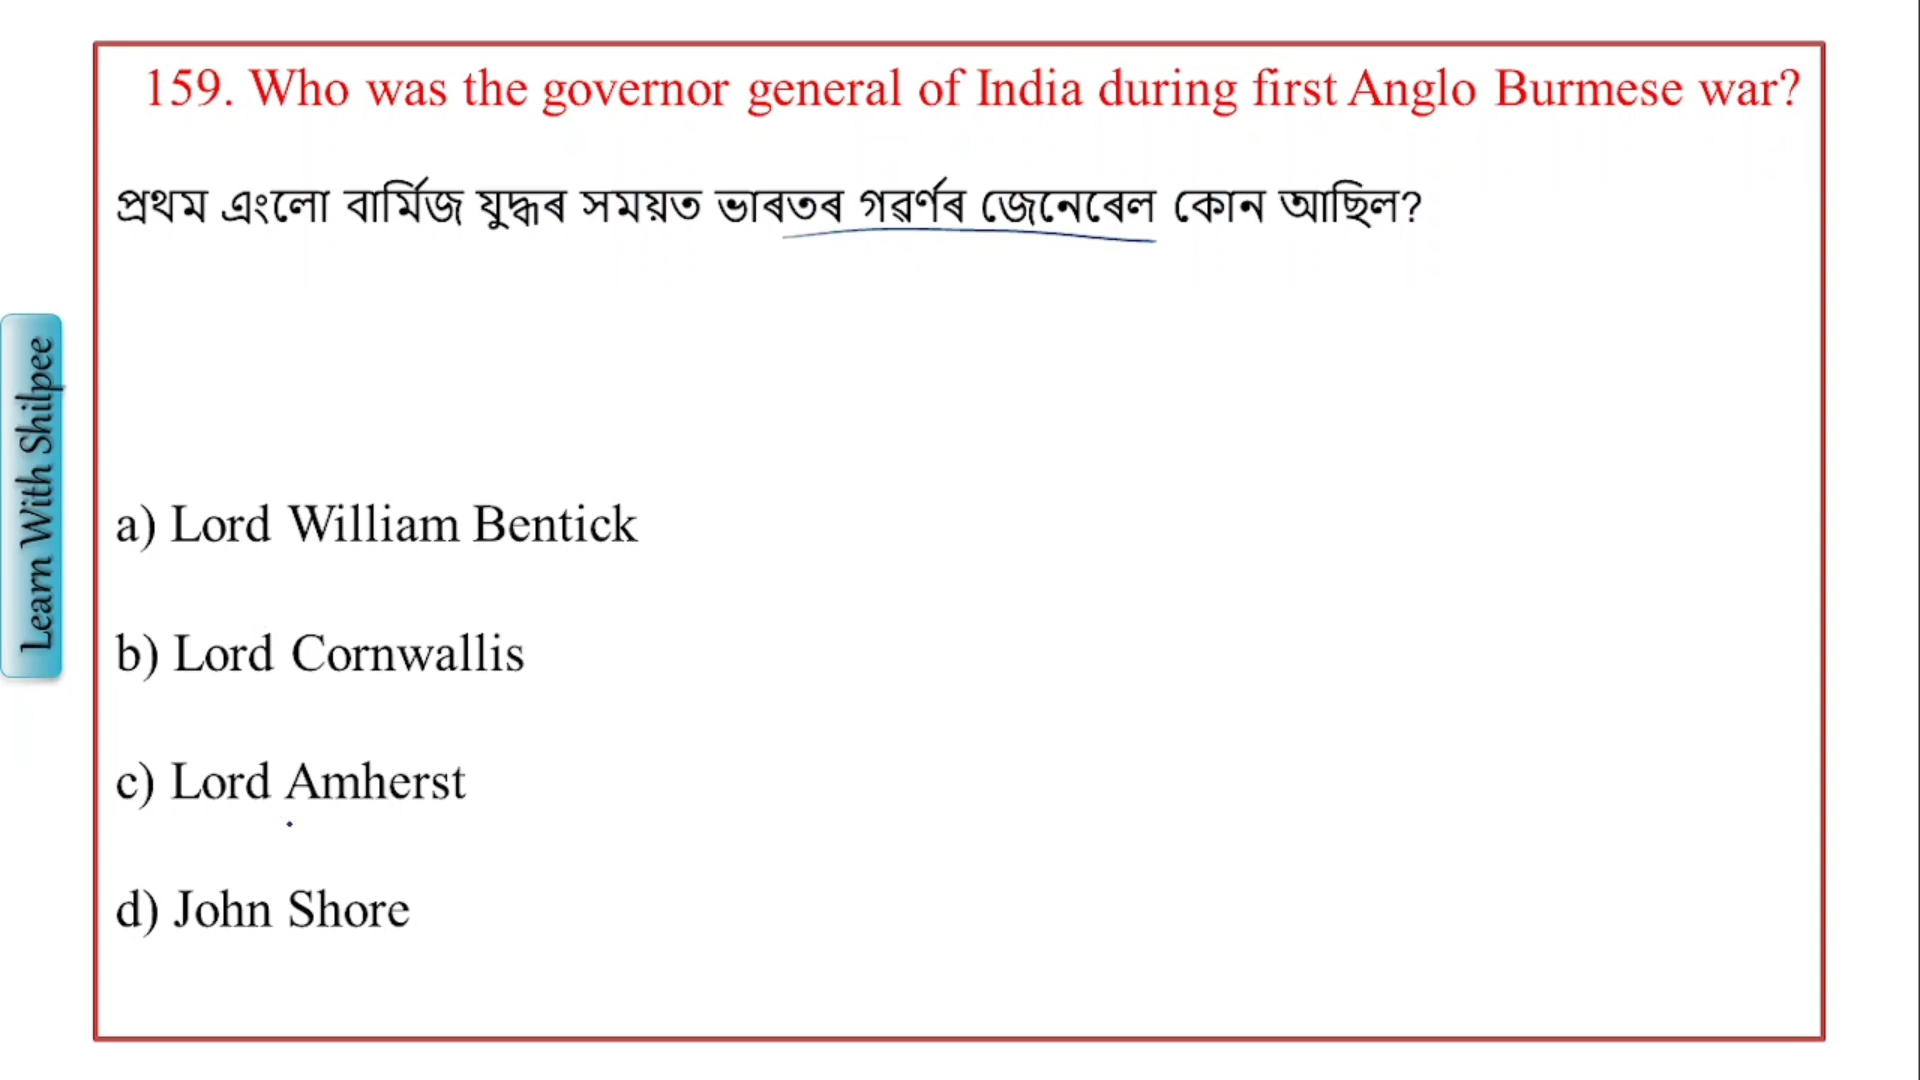 159. Who was the governor general of India during first Anglo Burmese war?
প্ৰথম এংলো বাৰ্মিজ যুদ্ধৰ সময়ত ভাৰতৰ গৱৰ্ণৰ জেনেৰেল কোন আছিল?
Learn With Shilpee
a) Lord William Bentick
b) Lord Cornwallis
c) Lord Amherst
d) John Shore